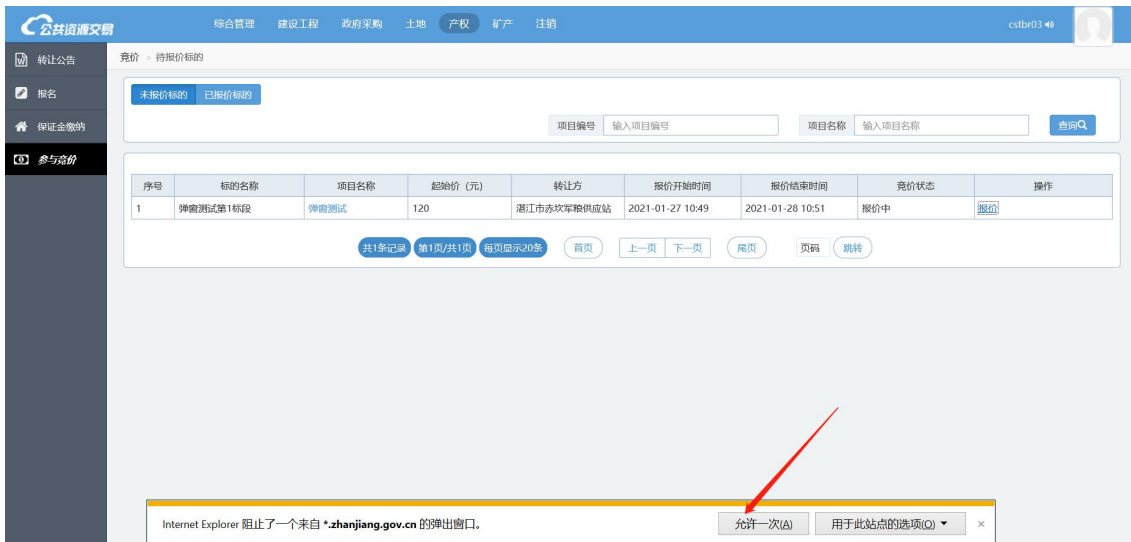 公共资源交易 综合管理 建设工程 政府采购 土地 产权 矿产 注销 cstbr03
转让公告
报名
保证金缴纳
参与竞价
竞价 > 待报价标的
未报价标的 已报价标的
项目编号 输入项目编号 项目名称 输入项目名称 查询
序号 标的名称 项目名称 起始价（元） 转让方 报价开始时间 报价结束时间 竞价状态 操作
1 弹窗测试第1标段 弹窗测试 120 湛江市赤坎军粮供应站 2021-01-27 10:49 2021-01-28 10:51 报价中 报价
共1条记录 第1页/共1页 每页显示20条 首页 上一页 下一页 尾页 页码 跳转
Internet Explorer 阻止了一个来自 *.zhanjiang.gov.cn 的弹出窗口。 允许一次(A) 用于此站点的选项(O) ×